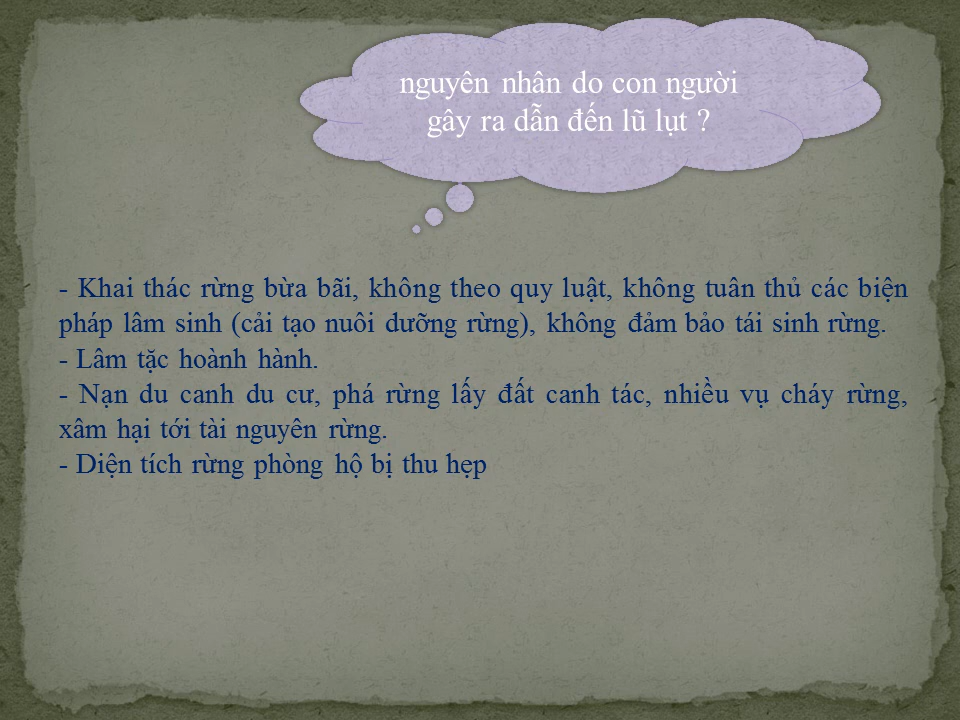 nguyên nhân do con người
gây ra dẫn đến lũ lụt ?
- Khai thác rừng bừa bãi, không theo quy luật, không tuân thủ các biện
pháp lâm sinh (cải tạo nuôi dưỡng rừng), không đảm bảo tái sinh rừng.
- Lâm tặc hoành hành.
- Nạn du canh du cư, phá rừng lấy đất canh tác, nhiều vụ cháy rừng,
xâm hại tới tài nguyên rừng.
- Diện tích rừng phòng hộ bị thu hẹp